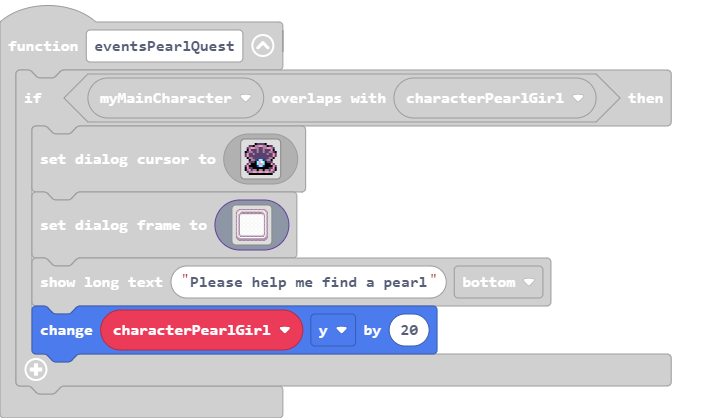 function eventsPearlQuest
if myMainCharacter overlaps with characterPearlGirl then
set dialog cursor to
set dialog frame to
show long text "Please help me find a pearl" bottom
change characterPearlGirl y by 20